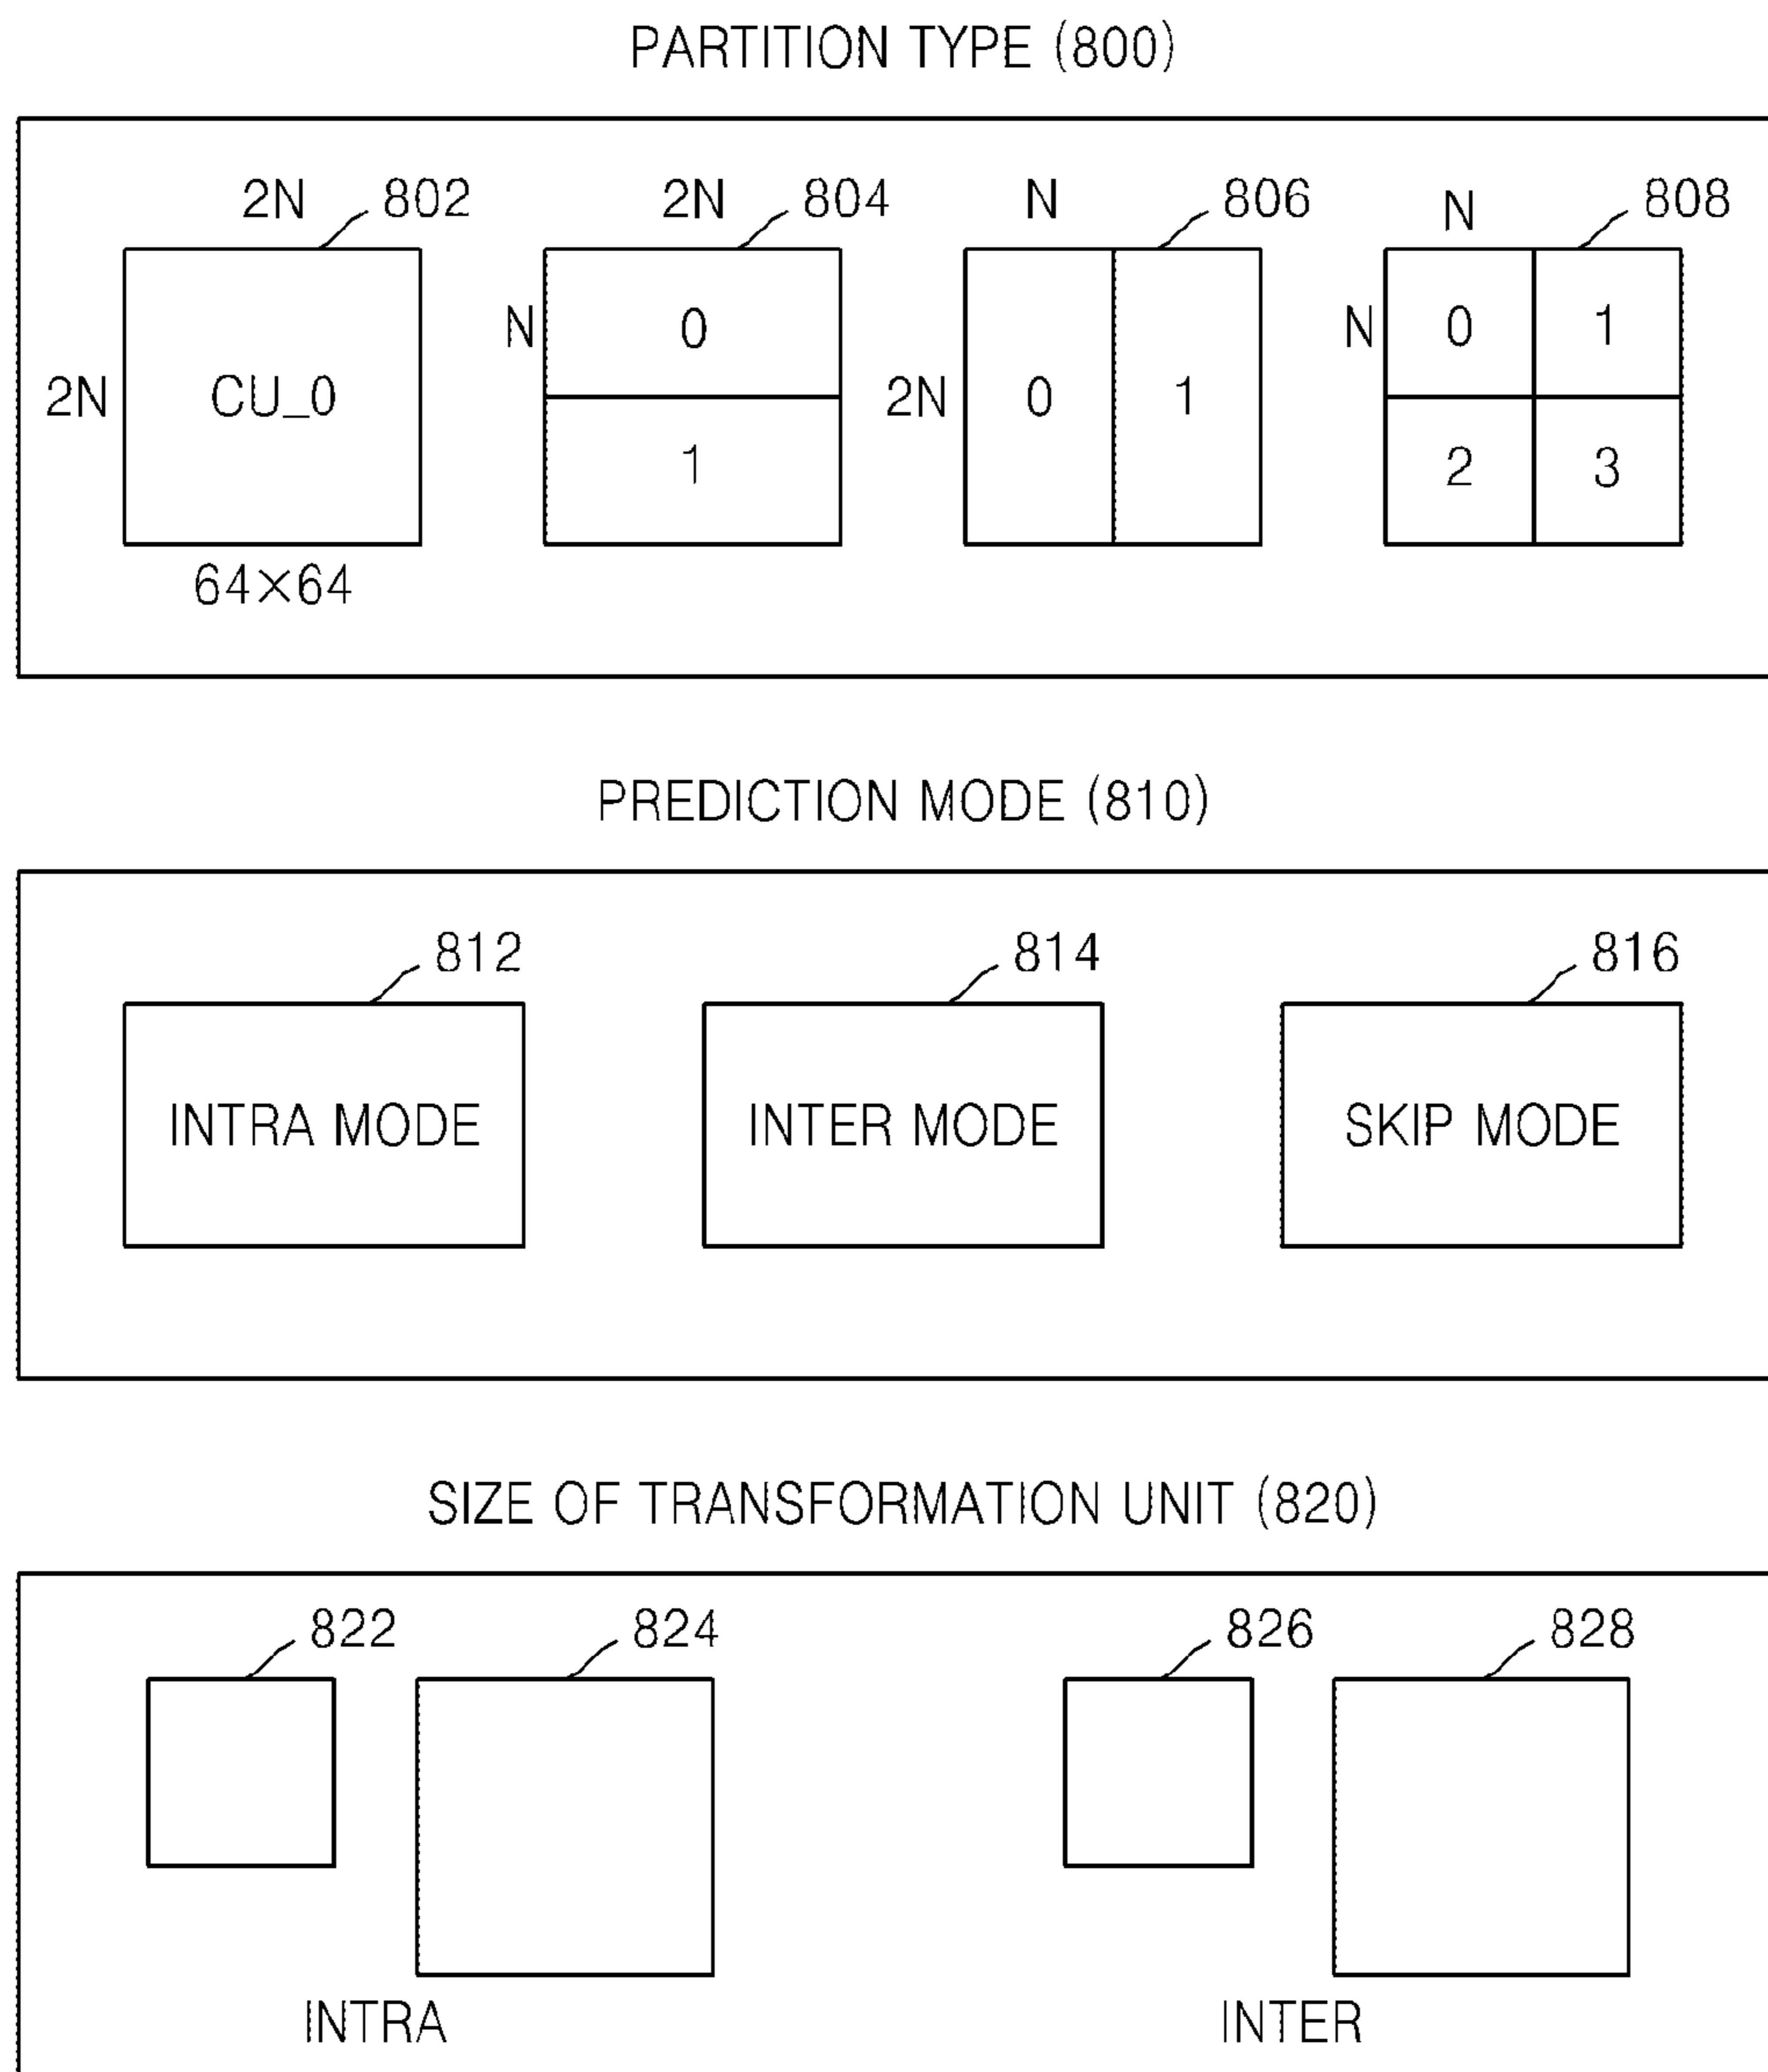 PARTITION TYPE (800)
2N 802 2N 804 N 806 N 808
N 0 N 0 1
2N CU_0 2N 0 1
1 2 3
64×64
PREDICTION MODE (810)
812 814 816
INTRA MODE INTER MODE SKIP MODE
SIZE OF TRANSFORMATION UNIT (820)
822 824 826 828
INTRA INTER